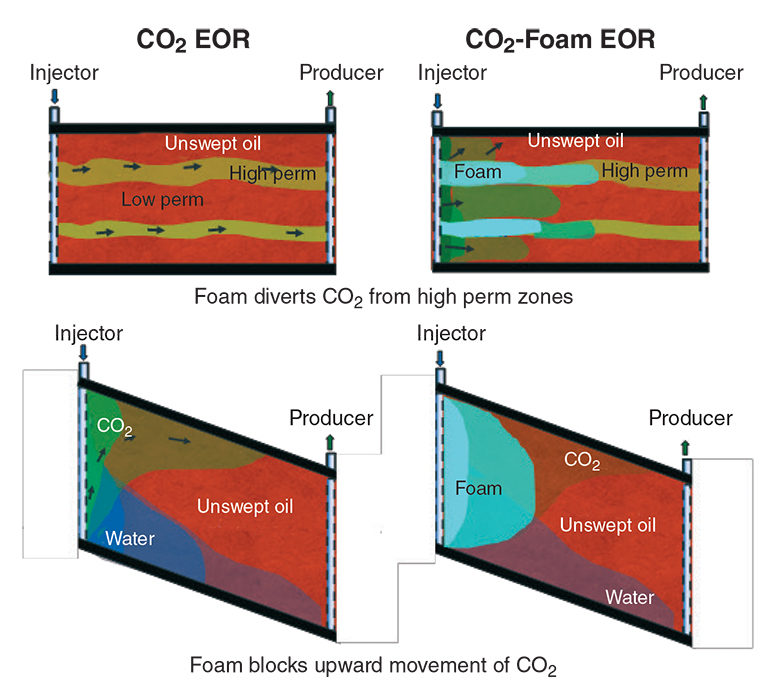 CO₂ EOR
CO₂-Foam EOR
Injector
Producer
Injector
Producer
Unswept oil
High perm
Low perm
Unswept oil
Foam
High perm
Foam diverts CO₂ from high perm zones
Injector
Injector
Producer
Producer
CO₂
Unswept oil
Water
CO₂
Foam
Unswept oil
Water
Foam blocks upward movement of CO₂